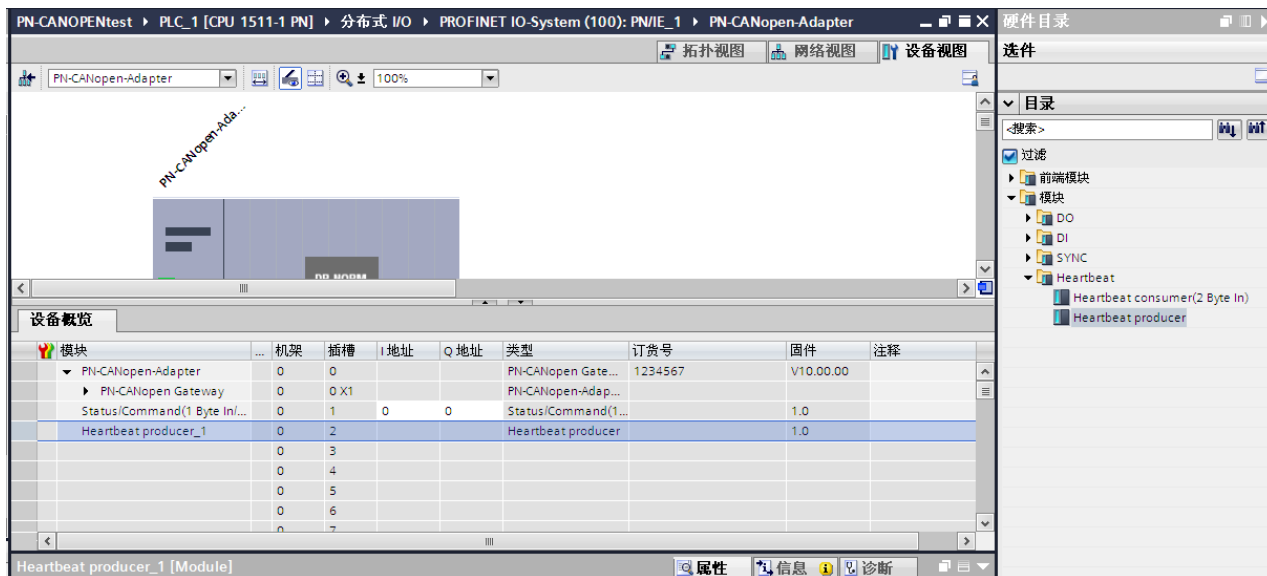 PN-CANOPENtest ▸ PLC_1 [CPU 1511-1 PN] ▸ 分布式 I/O ▸ PROFINET IO-System (100): PN/IE_1 ▸ PN-CANopen-Adapter
硬件目录
拓扑视图 网络视图 设备视图
选件
PN-CANopen-Adapter 100%
目录
<搜索>
过滤
前端模块
模块
DO
DI
SYNC
Heartbeat
Heartbeat consumer(2 Byte In)
Heartbeat producer
PN-CANopen-Ada...
设备概览
模块 ... 机架 插槽 I 地址 Q 地址 类型 订货号 固件 注释
PN-CANopen-Adapter 0 0 PN-CANopen Gate... 1234567 V10.00.00
PN-CANopen Gateway 0 0 X1 PN-CANopen-Adap...
Status/Command(1 Byte In/... 0 1 0 0 Status/Command(1... 1.0
Heartbeat producer_1 0 2 Heartbeat producer 1.0
0 3
0 4
0 5
0 6
0 7
Heartbeat producer_1 [Module] 属性 信息 诊断